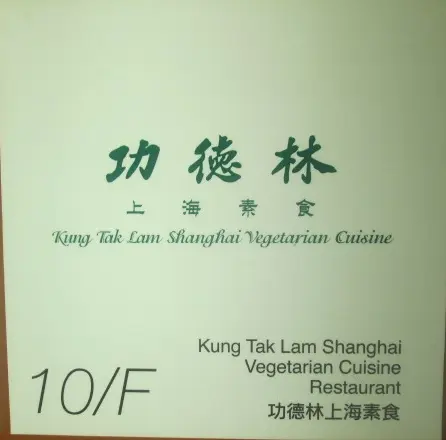 功德林
上海素食
Kung Tak Lam Shanghai Vegetarian Cuisine
Kung Tak Lam Shanghai
Vegetarian Cuisine
Restaurant
功德林上海素食
10/F